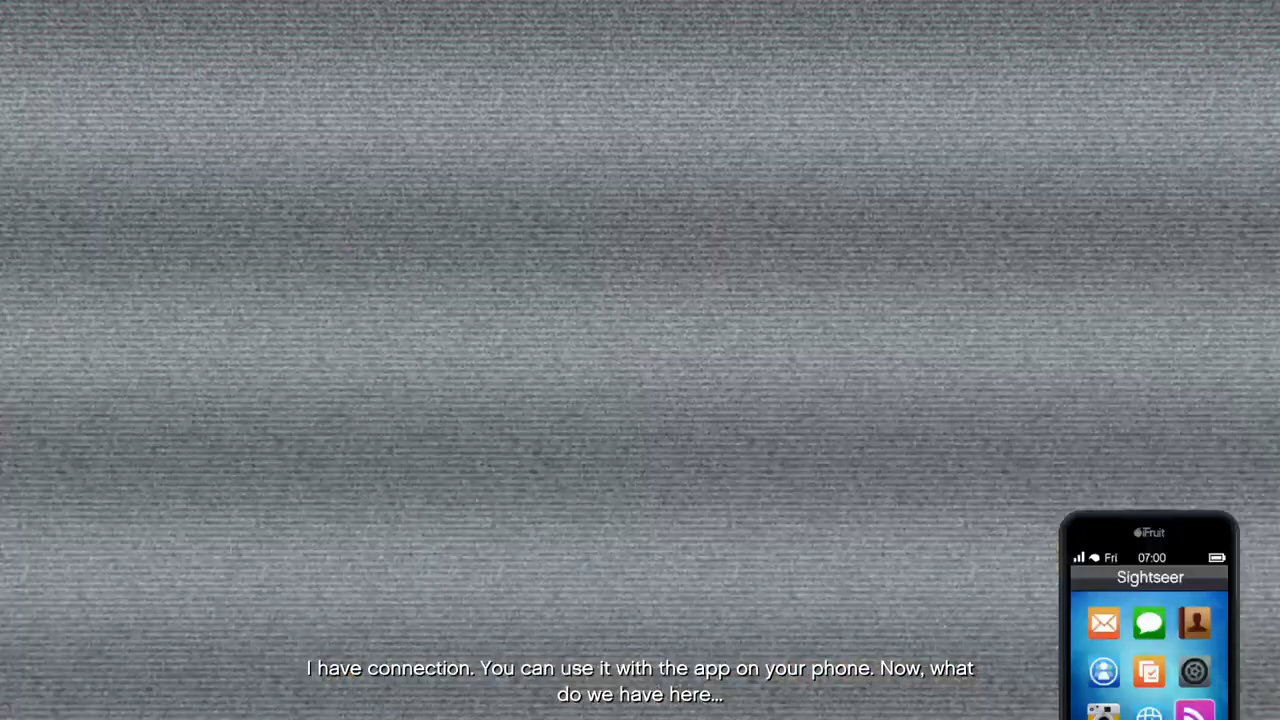 iFruit
Fri 07:00
Sightseer
I have connection. You can use it with the app on your phone. Now, what
do we have here...